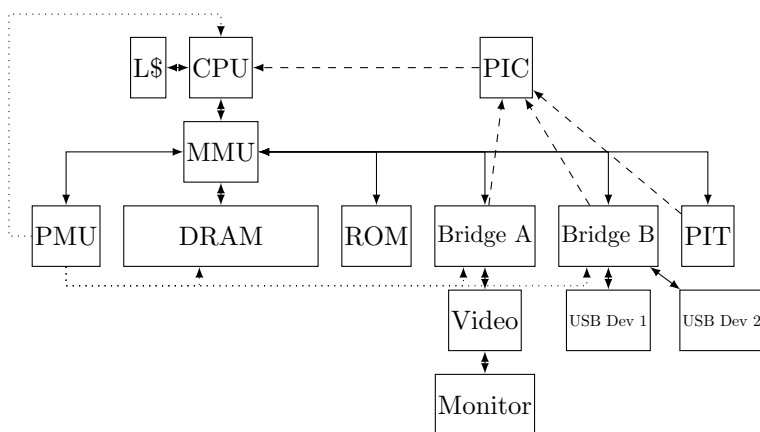 L$
CPU
PIC
MMU
PMU
DRAM
ROM
Bridge A
Bridge B
PIT
Video
USB Dev 1
USB Dev 2
Monitor